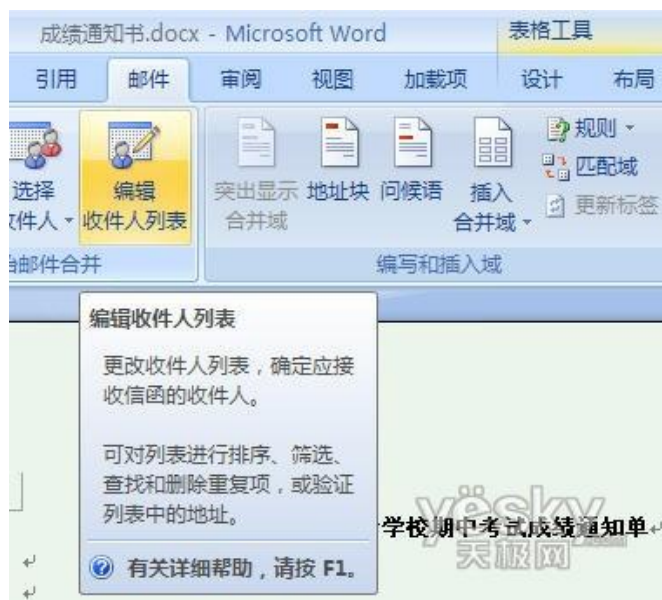 成绩通知书.docx - Microsoft Word
表格工具
引用 邮件 审阅 视图 加载项 设计 布局
选择
件人
编辑
收件人列表
突出显示
合并域
地址块
问候语
插入
合并域
规则
匹配域
更新标签
邮件合并
编写和插入域
编辑收件人列表
更改收件人列表，确定应接
收信函的收件人。
可对列表进行排序、筛选、
查找和删除重复项，或验证
列表中的地址。
有关详细帮助，请按 F1。
学校期中考试成绩通知单
yësky
天极网